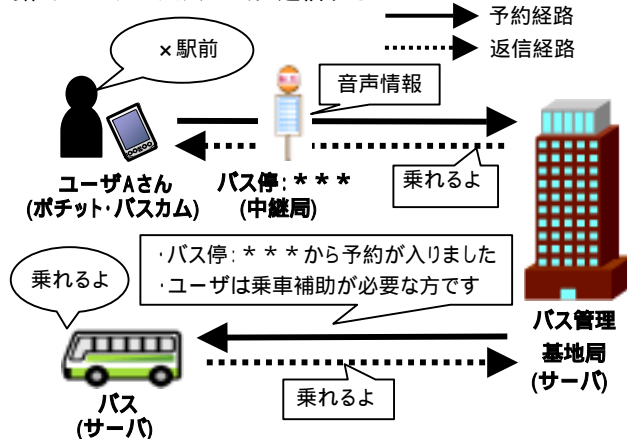 予約経路
返信経路
×駅前
音声情報
乗れるよ
ユーザAさん
(ポチット・バスカム)
バス停:＊＊＊
(中継局)
・バス停:＊＊＊から予約が入りました
・ユーザは乗車補助が必要な方です
乗れるよ
バス管理
基地局
(サーバ)
乗れるよ
バス
(サーバ)